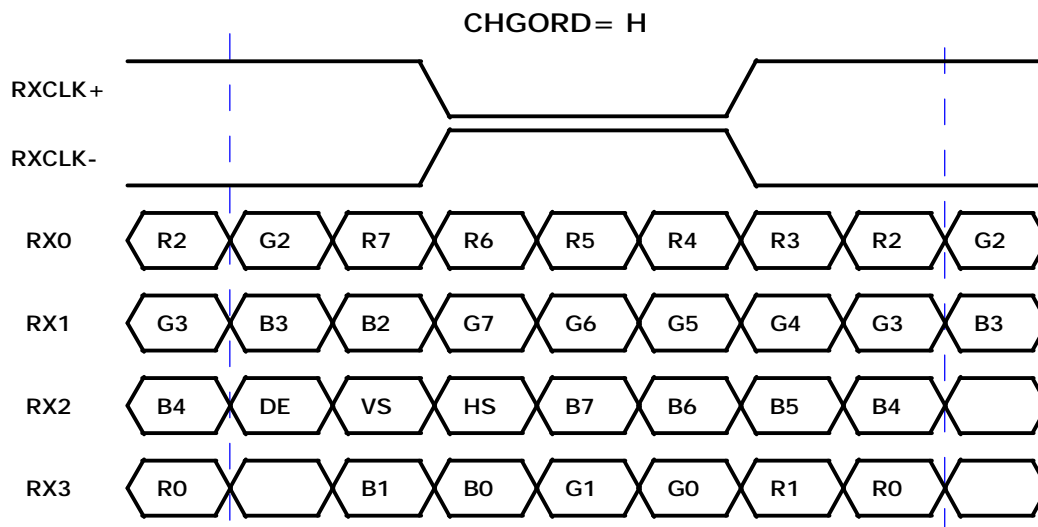 CHGORD= H
RXCLK+
RXCLK-
RX0 R2 G2 R7 R6 R5 R4 R3 R2 G2
RX1 G3 B3 B2 G7 G6 G5 G4 G3 B3
RX2 B4 DE VS HS B7 B6 B5 B4
RX3 R0 B1 B0 G1 G0 R1 R0